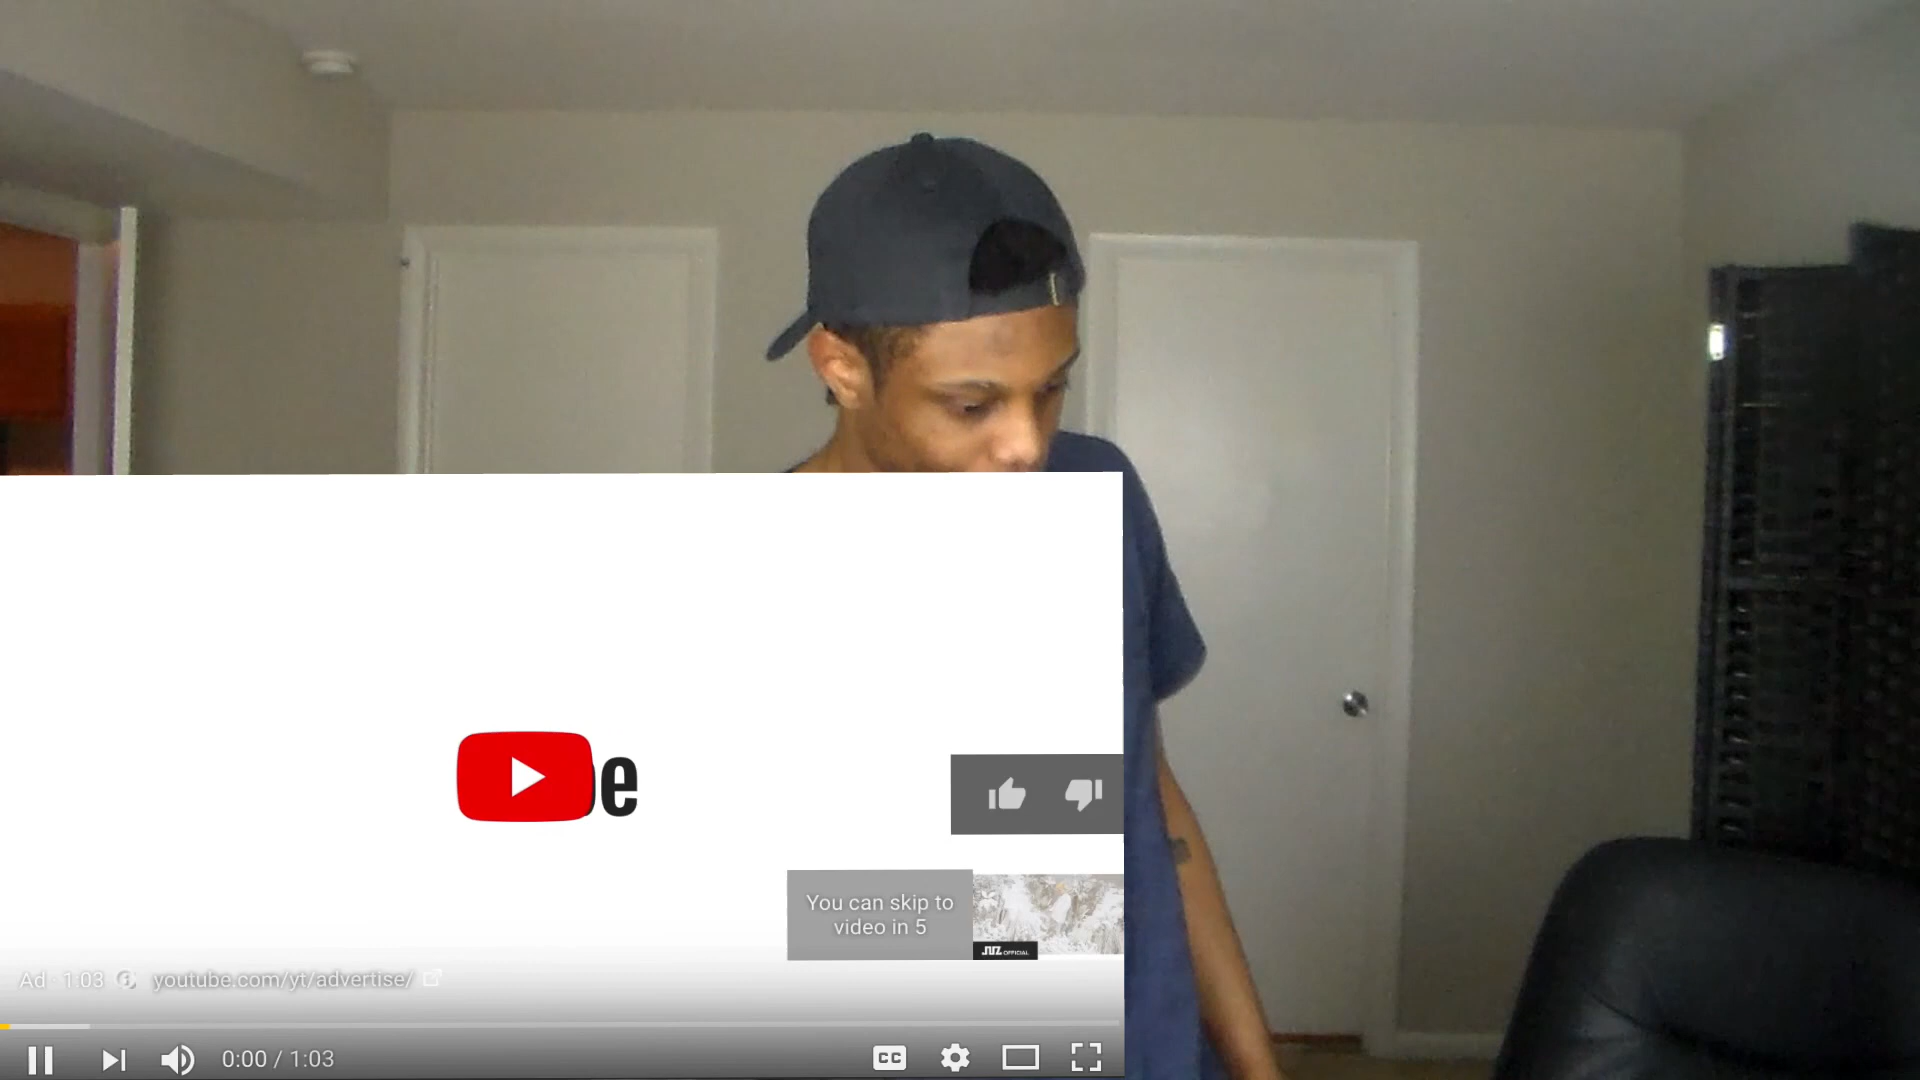 e
You can skip to
video in 5
OFFICIAL
Ad · 1:03
youtube.com/yt/advertise/
0:00 / 1:03
CC